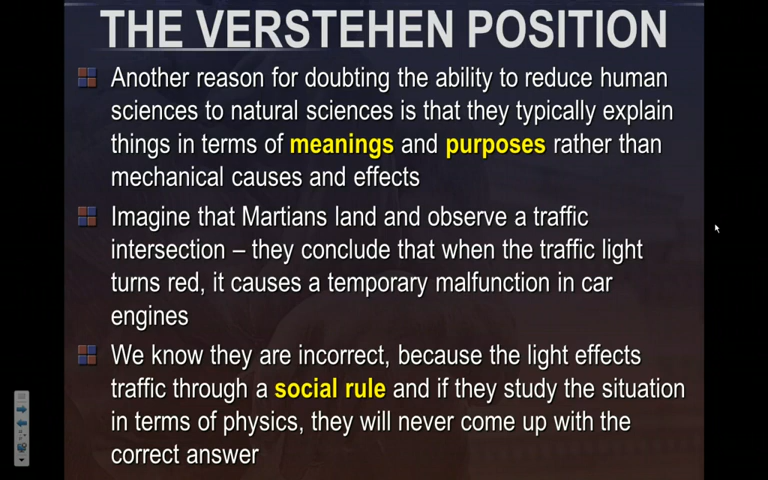 THE VERSTEHEN POSITION
Another reason for doubting the ability to reduce human
sciences to natural sciences is that they typically explain
things in terms of meanings and purposes rather than
mechanical causes and effects
Imagine that Martians land and observe a traffic
intersection – they conclude that when the traffic light
turns red, it causes a temporary malfunction in car
engines
We know they are incorrect, because the light effects
traffic through a social rule and if they study the situation
in terms of physics, they will never come up with the
correct answer